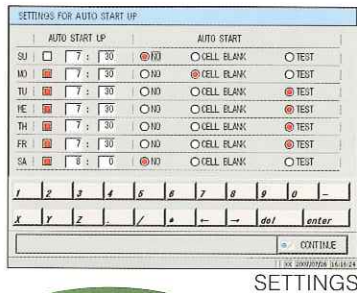 SETTINGS FOR AUTO START UP
AUTO START UP AUTO START
SU 7 : 30 NO CELL BLANK TEST
MO 7 : 30 NO CELL BLANK TEST
TU 7 : 30 NO CELL BLANK TEST
WE 7 : 30 NO CELL BLANK TEST
TH 7 : 30 NO CELL BLANK TEST
FR 7 : 30 NO CELL BLANK TEST
SA 8 : 0 NO CELL BLANK TEST
1 2 3 4 5 6 7 8 9 0 -
X Y Z . / * ← → del enter
CONTINUE
SETTINGS